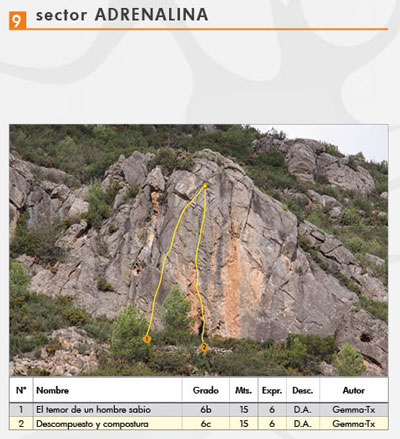 9 sector ADRENALINA
1 2
Nº Nombre Grado Mts. Expr. Desc. Autor
1 El temor de un hombre sabio 6b 15 6 D.A. Gemma-Tx
2 Descompuesto y compostura 6c 15 6 D.A. Gemma-Tx